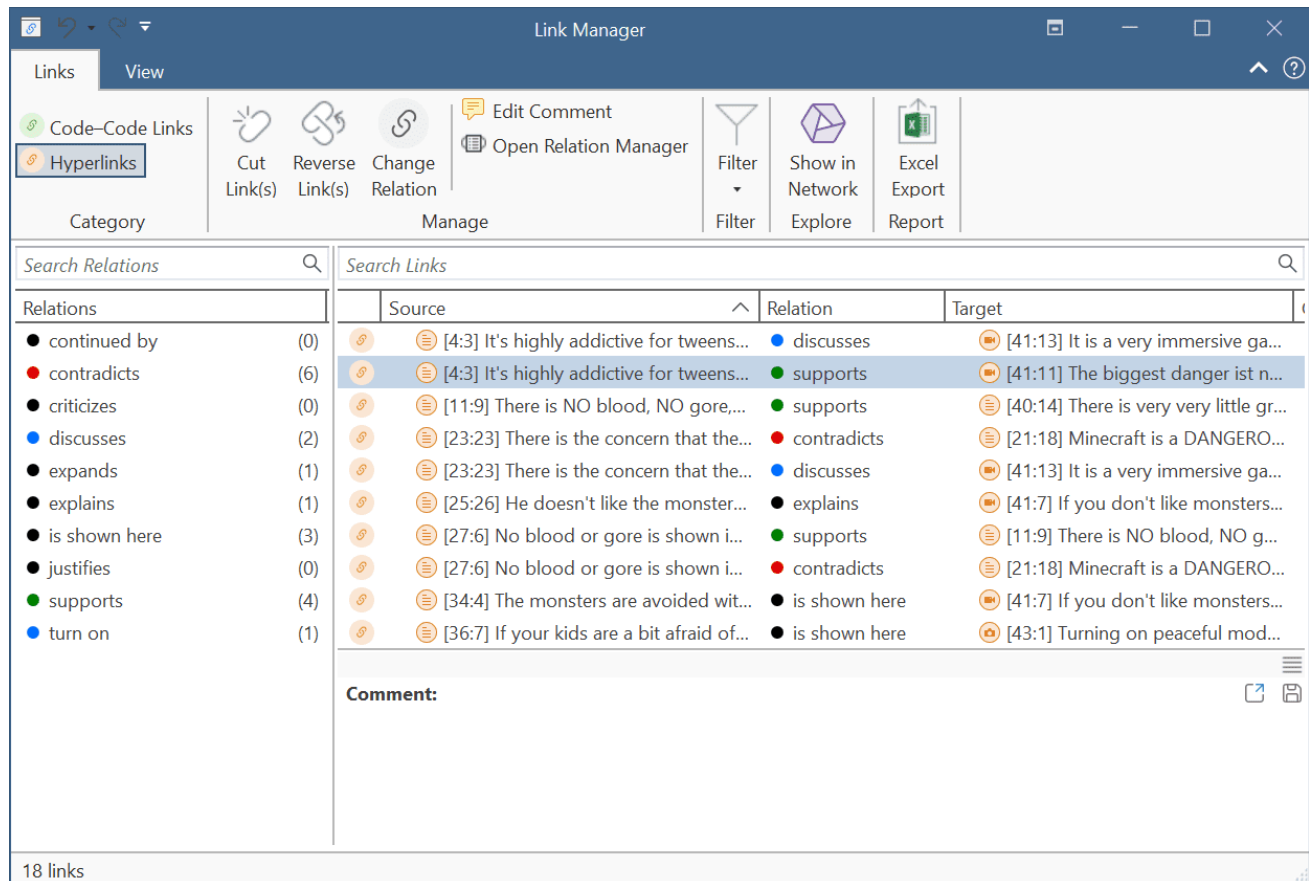 Link Manager
Links View
Code–Code Links
Hyperlinks
Category
Cut Link(s)
Reverse Link(s)
Change Relation
Edit Comment
Open Relation Manager
Manage
Filter
Filter
Show in Network
Explore
Excel Export
Report
Search Relations
Relations
continued by (0)
contradicts (6)
criticizes (0)
discusses (2)
expands (1)
explains (1)
is shown here (3)
justifies (0)
supports (4)
turn on (1)
Search Links
Source Relation Target
[4:3] It's highly addictive for tweens... discusses [41:13] It is a very immersive ga...
[4:3] It's highly addictive for tweens... supports [41:11] The biggest danger ist n...
[11:9] There is NO blood, NO gore,... supports [40:14] There is very very little gr...
[23:23] There is the concern that the... contradicts [21:18] Minecraft is a DANGERO...
[23:23] There is the concern that the... discusses [41:13] It is a very immersive ga...
[25:26] He doesn't like the monster... explains [41:7] If you don't like monsters...
[27:6] No blood or gore is shown i... supports [11:9] There is NO blood, NO g...
[27:6] No blood or gore is shown i... contradicts [21:18] Minecraft is a DANGERO...
[34:4] The monsters are avoided wit... is shown here [41:7] If you don't like monsters...
[36:7] If your kids are a bit afraid of... is shown here [43:1] Turning on peaceful mod...
Comment:
18 links